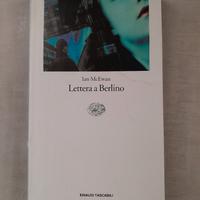 Ian McEwan
Lettera a Berlino
EINAUDI TASCABILI